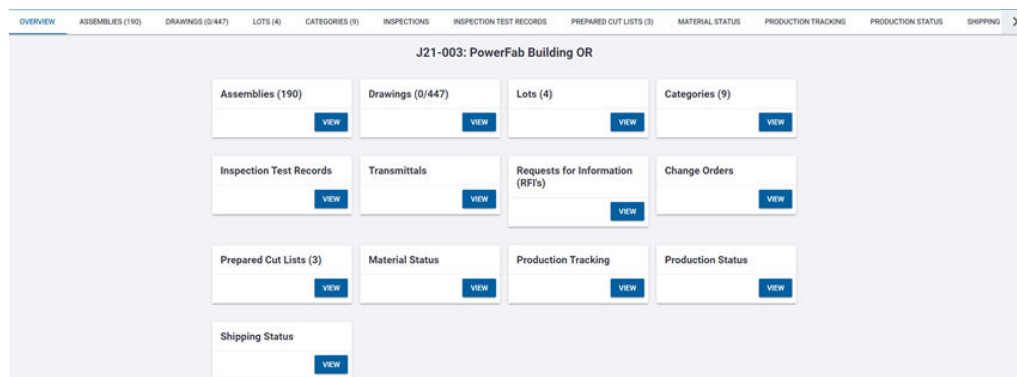 OVERVIEW ASSEMBLIES (190) DRAWINGS (0/447) LOTS (4) CATEGORIES (9) INSPECTIONS INSPECTION TEST RECORDS PREPARED CUT LISTS (3) MATERIAL STATUS PRODUCTION TRACKING PRODUCTION STATUS SHIPPING
J21-003: PowerFab Building OR
Assemblies (190) Drawings (0/447) Lots (4) Categories (9)
VIEW VIEW VIEW VIEW
Inspection Test Records Transmittals Requests for Information Change Orders
(RFI's)
VIEW VIEW VIEW VIEW
Prepared Cut Lists (3) Material Status Production Tracking Production Status
VIEW VIEW VIEW VIEW
Shipping Status
VIEW